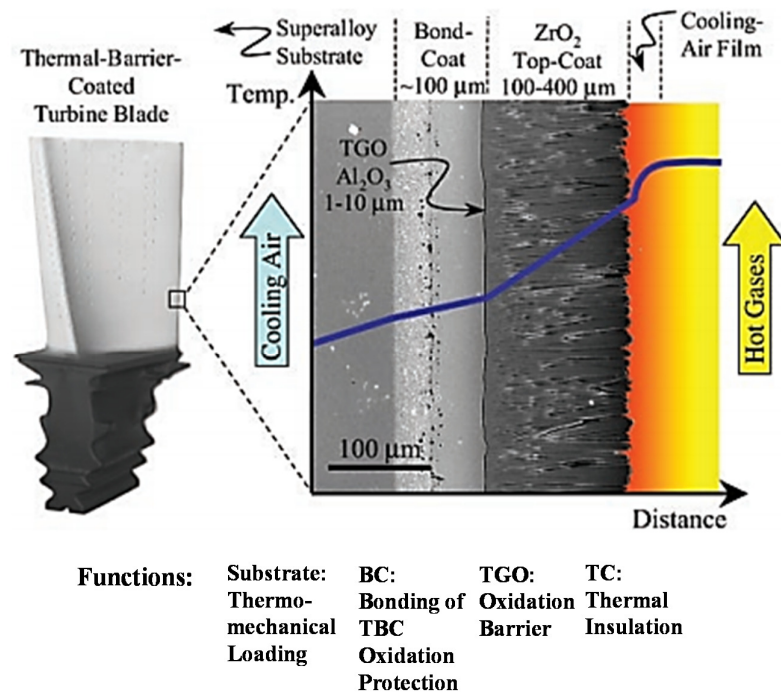 Thermal-Barrier-
Coated
Turbine Blade
Superalloy
Substrate
Bond-
Coat
~100 μm
ZrO₂
Top-Coat
100-400 μm
Cooling-
Air Film
Temp.
TGO
Al₂O₃
1-10 μm
Cooling Air
Hot Gases
100 μm
Distance
Functions:
Substrate:
Thermo-
mechanical
Loading
BC:
Bonding of
TBC
Oxidation
Protection
TGO:
Oxidation
Barrier
TC:
Thermal
Insulation